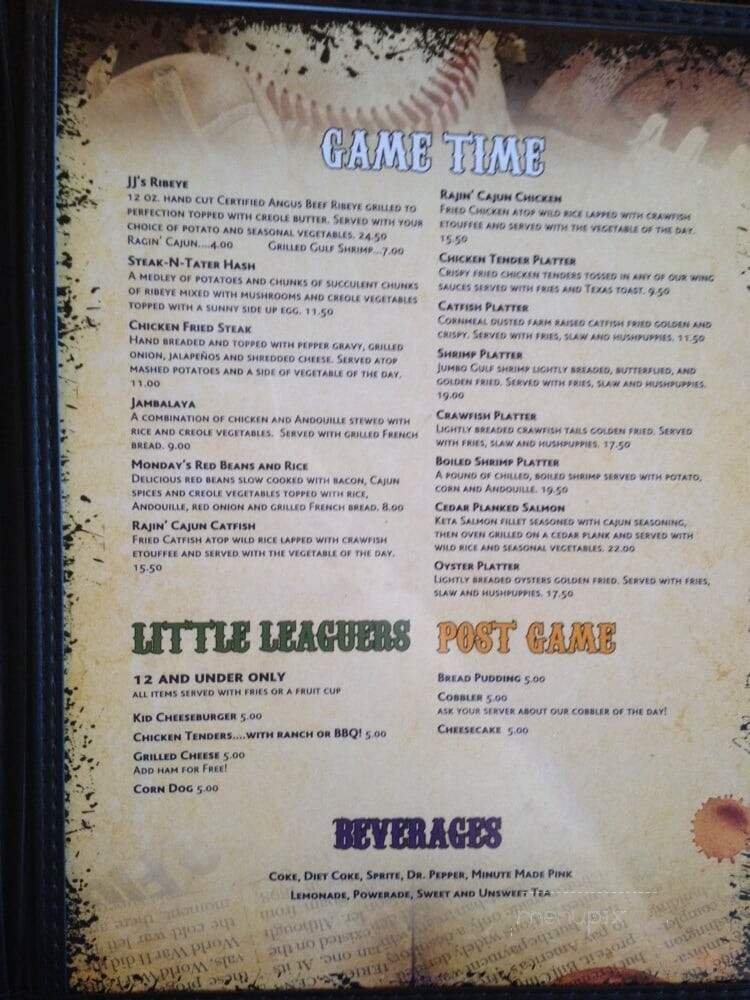 GAME TIME
JJ's Ribeye
12 oz. hand cut Certified Angus Beef Ribeye grilled to
perfection topped with creole butter. Served with your
choice of potato and seasonal vegetables. 24.50
Ragin' Cajun....4.00 Grilled Gulf Shrimp...7.00
Steak-N-Tater Hash
A medley of potatoes and chunks of succulent chunks
of ribeye mixed with mushrooms and creole vegetables
topped with a sunny side up egg. 11.50
Chicken Fried Steak
Hand breaded and topped with pepper gravy, grilled
onion, jalapeños and shredded cheese. Served atop
mashed potatoes and a side of vegetable of the day.
11.00
Jambalaya
A combination of chicken and Andouille stewed with
rice and creole vegetables. Served with grilled French
bread. 9.00
Monday's Red Beans and Rice
Delicious red beans slow cooked with bacon, Cajun
spices and creole vegetables topped with rice,
Andouille, red onion and grilled French bread. 8.00
Rajin' Cajun Catfish
Fried Catfish atop wild rice lapped with crawfish
etouffee and served with the vegetable of the day.
15.50
Rajin' Cajun Chicken
Fried Chicken atop wild rice lapped with crawfish
etouffee and served with the vegetable of the day.
15.50
Chicken Tender Platter
Crispy fried chicken tenders tossed in any of our wing
sauces served with fries and Texas toast. 9.50
Catfish Platter
Cornmeal dusted farm raised catfish fried golden and
crispy. Served with fries, slaw and hushpuppies. 11.50
Shrimp Platter
Jumbo Gulf shrimp lightly breaded, butterflied, and
golden fried. Served with fries, slaw and hushpuppies.
19.00
Crawfish Platter
Lightly breaded crawfish tails golden fried. Served
with fries, slaw and hushpuppies. 17.50
Boiled Shrimp Platter
A pound of chilled, boiled shrimp served with potato,
corn and Andouille. 19.50
Cedar Planked Salmon
Keta Salmon fillet seasoned with cajun seasoning,
then oven grilled on a cedar plank and served with
wild rice and seasonal vegetables. 22.00
Oyster Platter
Lightly breaded oysters golden fried. Served with fries,
slaw and hushpuppies. 17.50
LITTLE LEAGUERS
12 AND UNDER ONLY
all items served with fries or a fruit cup
Kid Cheeseburger 5.00
Chicken Tenders....with ranch or BBQ! 5.00
Grilled Cheese 5.00
Add ham for Free!
Corn Dog 5.00
POST GAME
Bread Pudding 5.00
Cobbler 5.00
ask your server about our cobbler of the day!
Cheesecake 5.00
BEVERAGES
Coke, Diet Coke, Sprite, Dr. Pepper, Minute Made Pink
Lemonade, Powerade, Sweet and Unsweet Tea
menupix